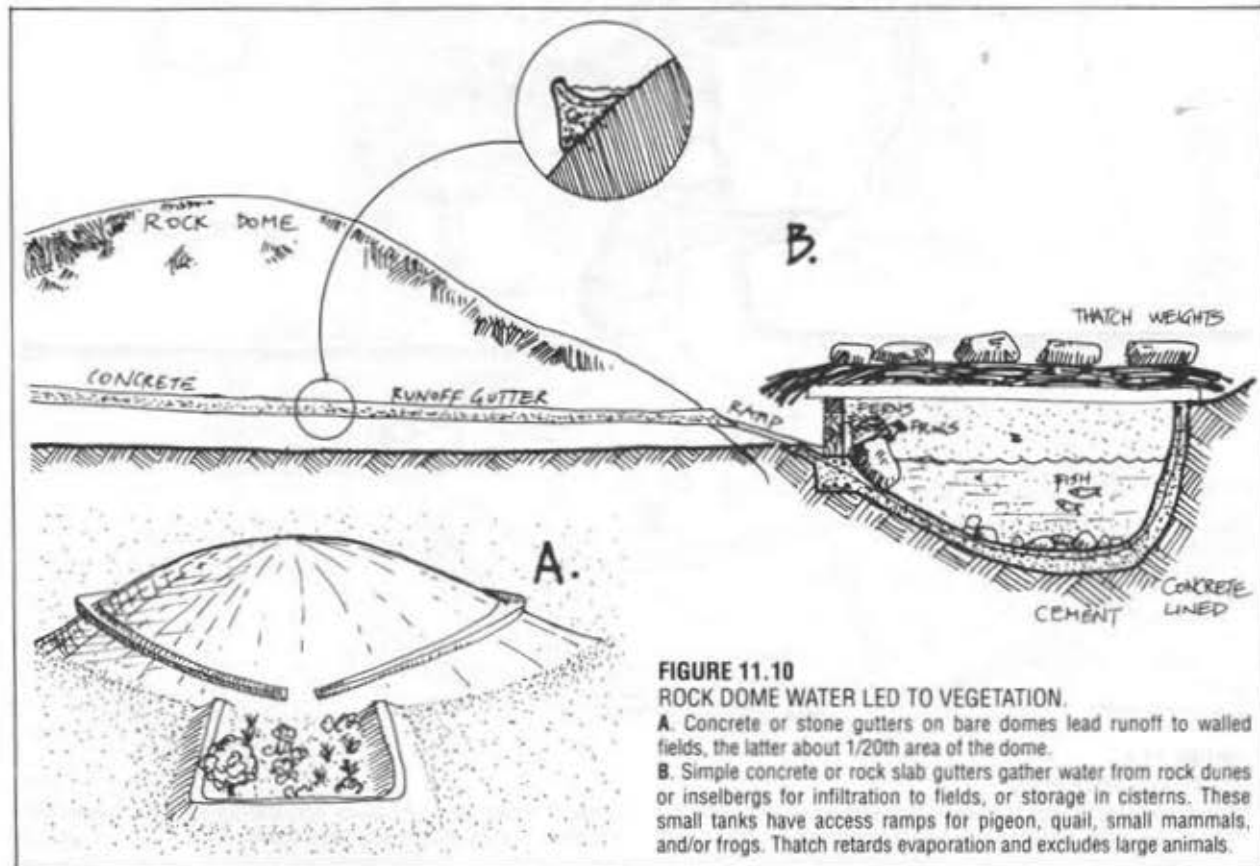 ROCK DOME
B.
THATCH WEIGHTS
CONCRETE
RUNOFF GUTTER
RAMP
FERNS
FROGS
FISH
A.
CONCRETE
LINED
CEMENT
FIGURE 11.10
ROCK DOME WATER LED TO VEGETATION.
A. Concrete or stone gutters on bare domes lead runoff to walled
fields, the latter about 1/20th area of the dome.
B. Simple concrete or rock slab gutters gather water from rock dunes
or inselbergs for infiltration to fields, or storage in cisterns. These
small tanks have access ramps for pigeon, quail, small mammals,
and/or frogs. Thatch retards evaporation and excludes large animals.